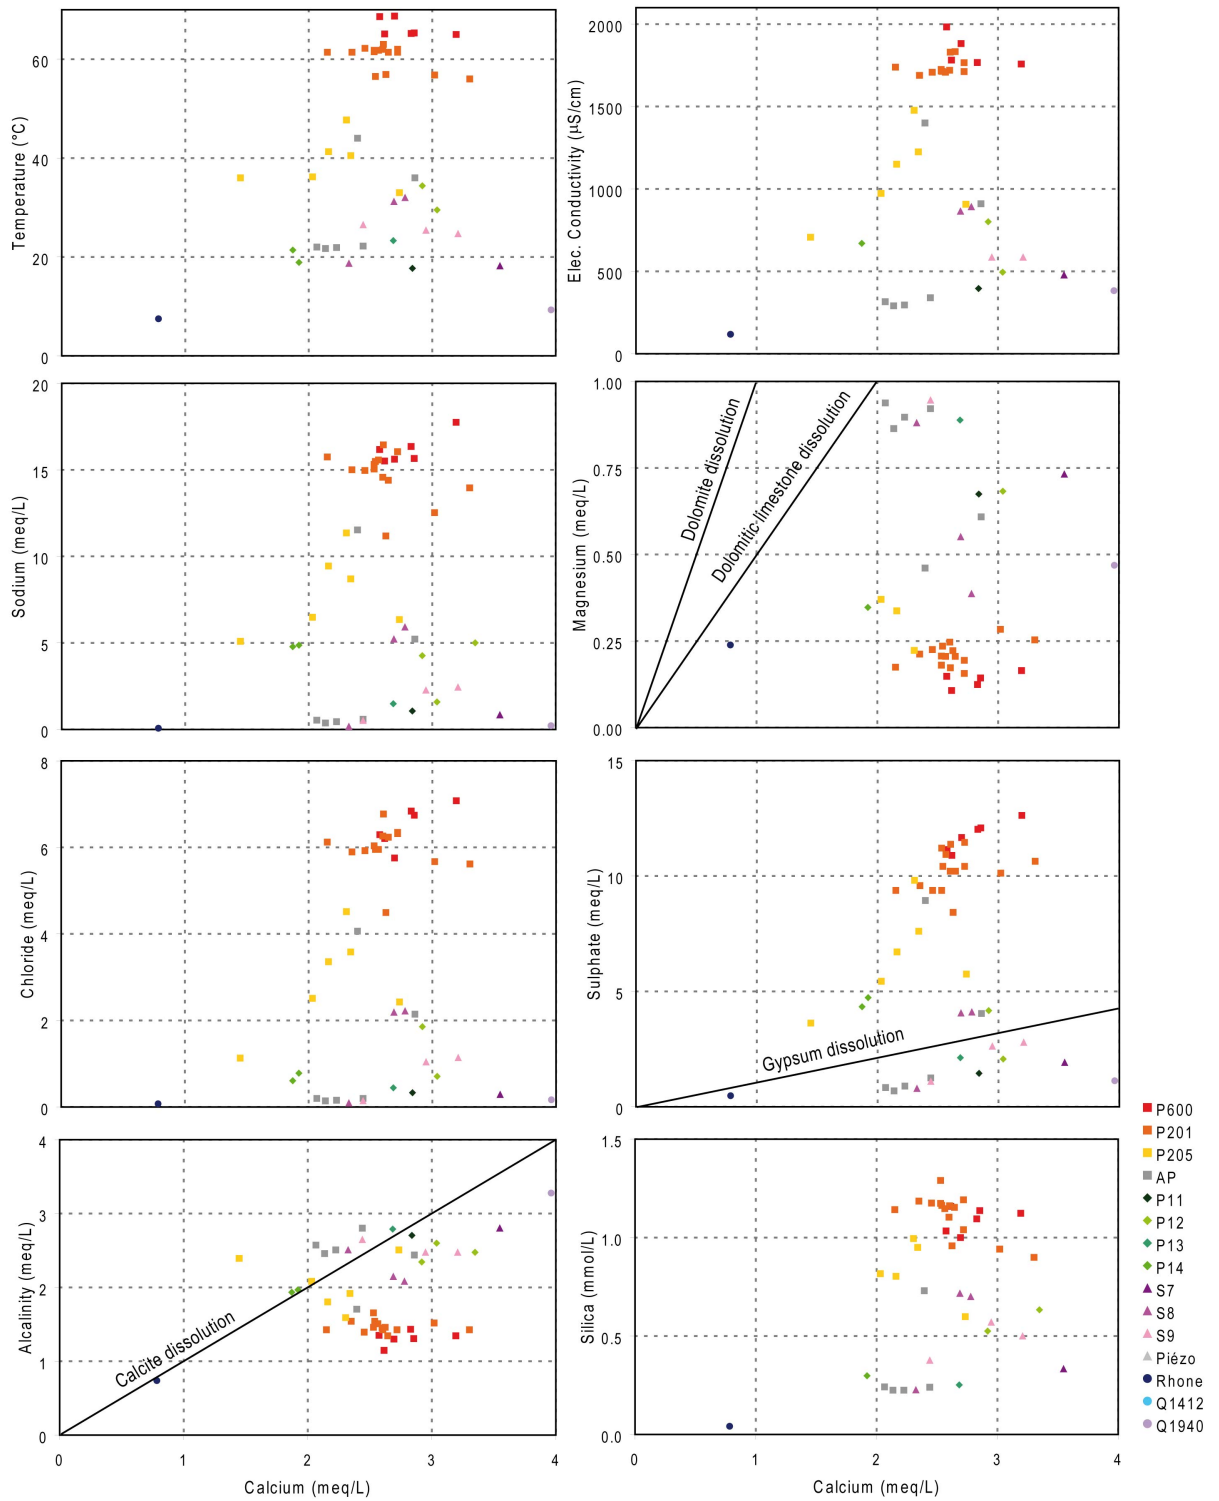 60
40
20
0
Temperature (°C)
2000
1500
1000
500
0
Elec. Conductivity (µS/cm)
20
15
10
5
0
Sodium (meq/L)
1.00
0.75
0.50
0.25
0.00
Magnesium (meq/L)
Dolomite dissolution
Dolomitic-limestone dissolution
8
6
4
2
0
Chloride (meq/L)
15
10
5
0
Sulphate (meq/L)
Gypsum dissolution
4
3
2
1
0
Alcalinity (meq/L)
Calcite dissolution
0 1 2 3 4
Calcium (meq/L)
1.5
1.0
0.5
0.0
Silica (mmol/L)
0 1 2 3 4
Calcium (meq/L)
P600
P201
P205
AP
P11
P12
P13
P14
S7
S8
S9
Piézo
Rhone
Q1412
Q1940